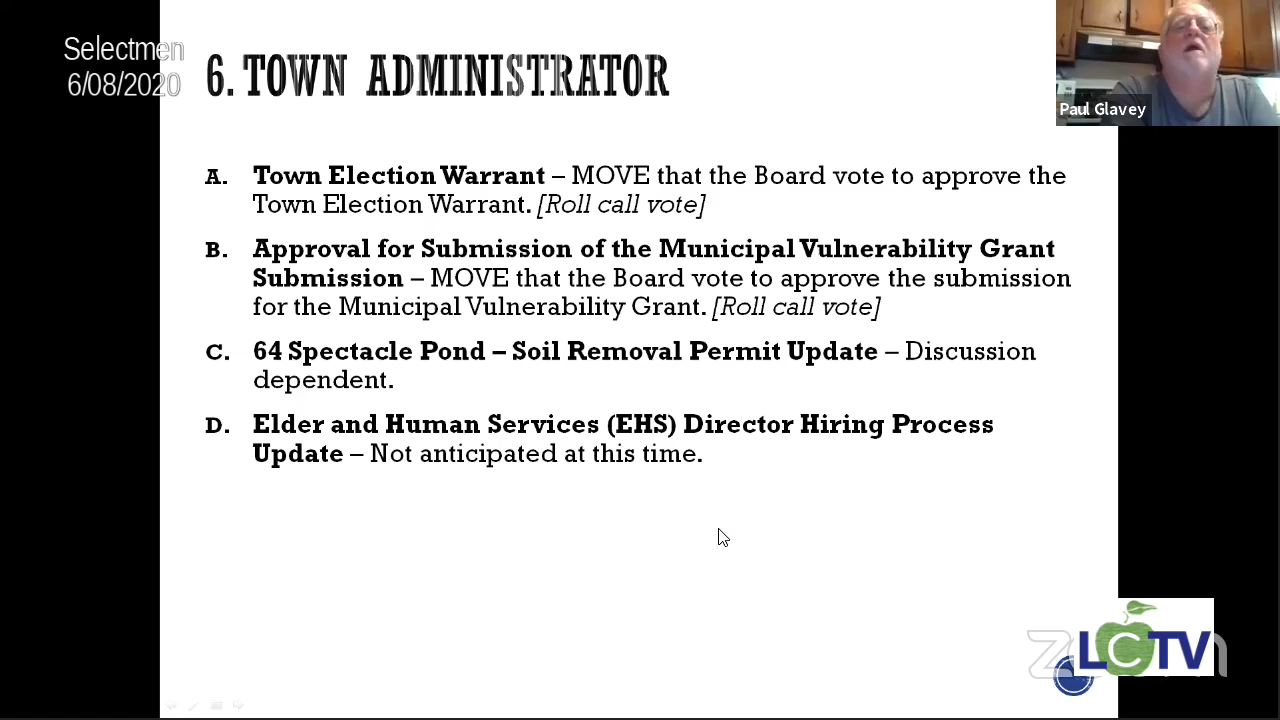 Selectmen
6/08/2020
6. TOWN ADMINISTRATOR
Paul Glavey
A. Town Election Warrant – MOVE that the Board vote to approve the
Town Election Warrant. [Roll call vote]
B. Approval for Submission of the Municipal Vulnerability Grant
Submission – MOVE that the Board vote to approve the submission
for the Municipal Vulnerability Grant. [Roll call vote]
C. 64 Spectacle Pond – Soil Removal Permit Update – Discussion
dependent.
D. Elder and Human Services (EHS) Director Hiring Process
Update – Not anticipated at this time.
LCTV